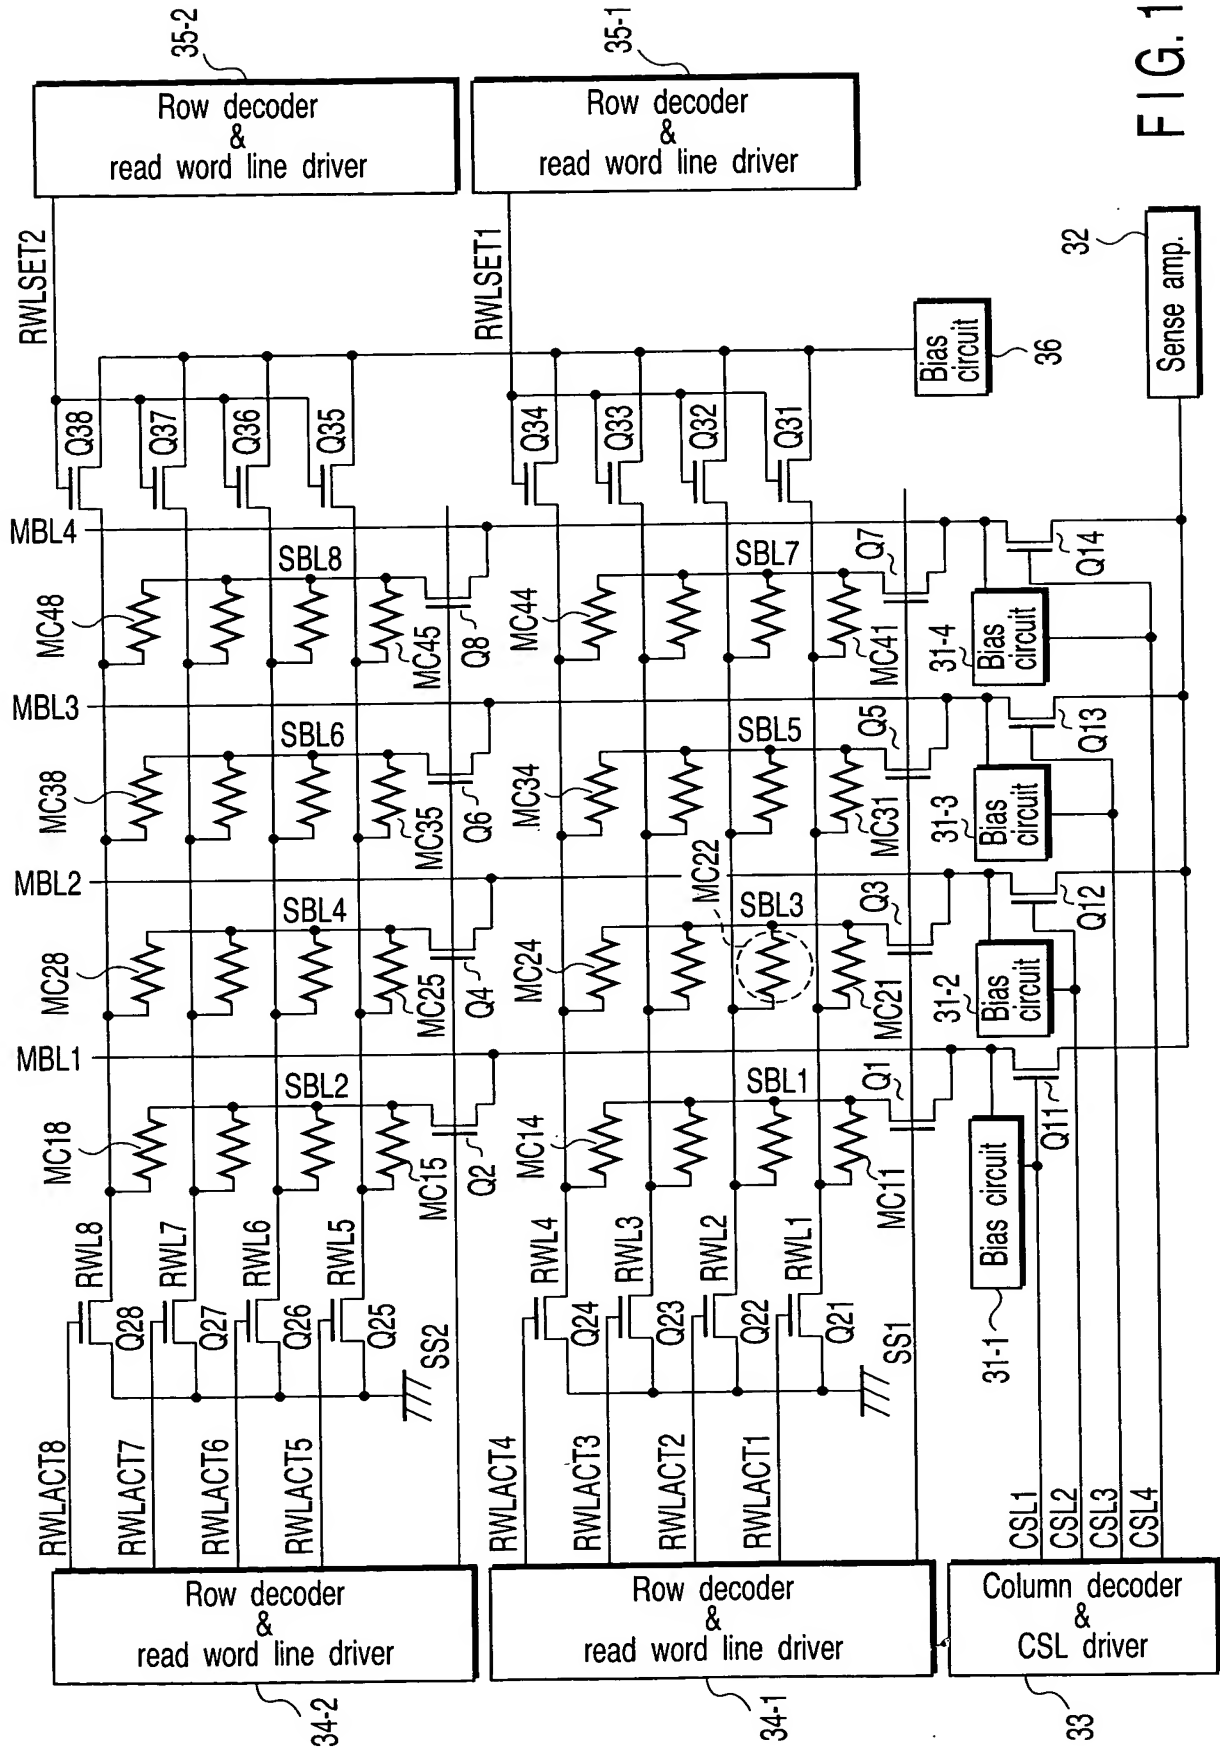 35-2
35-1
Row decoder
&
read word line driver
Row decoder
&
read word line driver
FIG. 1
RWLSET2
RWLSET1
32
Sense amp.
Bias
circuit
36
Q38
Q37
Q36
Q35
Q34
Q33
Q32
Q31
MBL4
MC48
SBL8
MC45
Q8
MC44
SBL7
MC41
Q7
31-4
Bias
circuit
Q14
MBL3
MC38
SBL6
MC35
Q6
MC34
SBL5
MC31
Q5
31-3
Bias
circuit
Q13
MBL2
MC28
SBL4
MC25
Q4
MC24
MC22
SBL3
MC21
Q3
31-2
Bias
circuit
Q12
MBL1
MC18
SBL2
MC15
Q2
MC14
SBL1
MC11
Q1
31-1
Bias circuit
Q11
RWL8
RWL7
RWL6
RWL5
RWL4
RWL3
RWL2
RWL1
Q28
Q27
Q26
Q25
SS2
Q24
Q23
Q22
Q21
SS1
RWLACT8
RWLACT7
RWLACT6
RWLACT5
RWLACT4
RWLACT3
RWLACT2
RWLACT1
CSL1
CSL2
CSL3
CSL4
Row decoder
&
read word line driver
Row decoder
&
read word line driver
Column decoder
&
CSL driver
34-2
34-1
33